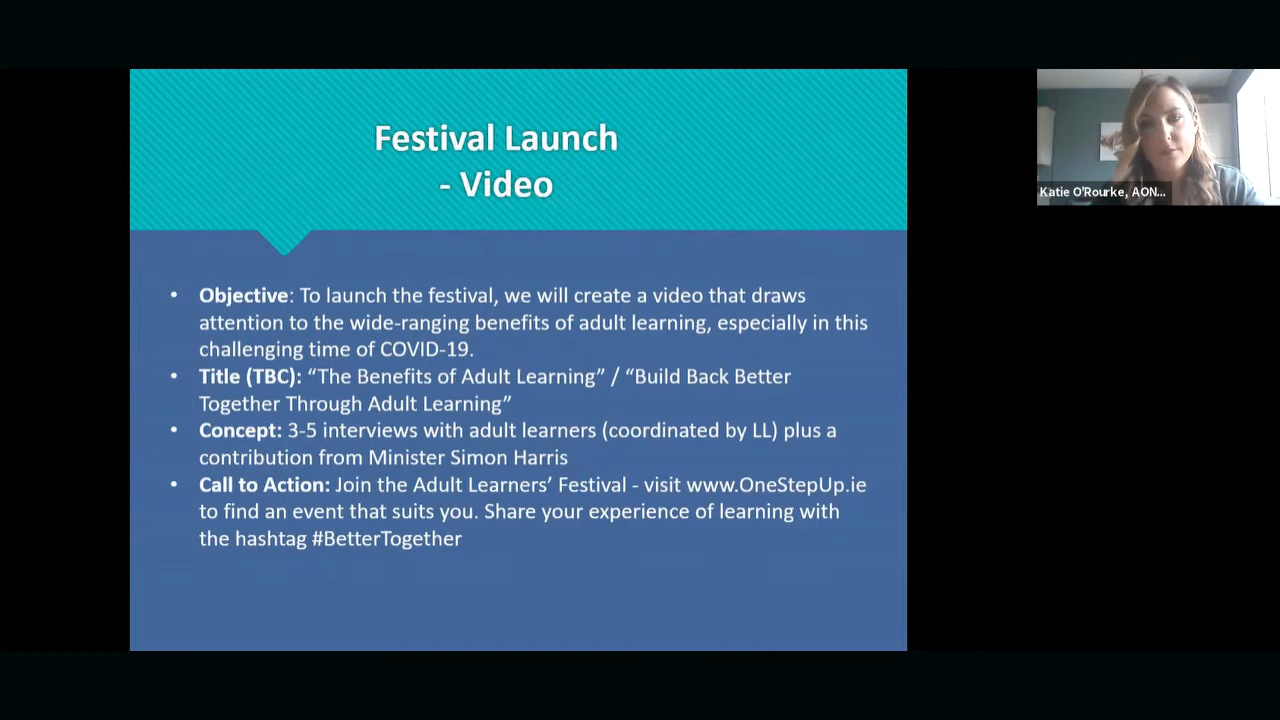 Festival Launch
- Video
• Objective: To launch the festival, we will create a video that draws
attention to the wide-ranging benefits of adult learning, especially in this
challenging time of COVID-19.
• Title (TBC): “The Benefits of Adult Learning” / “Build Back Better
Together Through Adult Learning”
• Concept: 3-5 interviews with adult learners (coordinated by LL) plus a
contribution from Minister Simon Harris
• Call to Action: Join the Adult Learners’ Festival - visit www.OneStepUp.ie
to find an event that suits you. Share your experience of learning with
the hashtag #BetterTogether
Katie O'Rourke, AON...